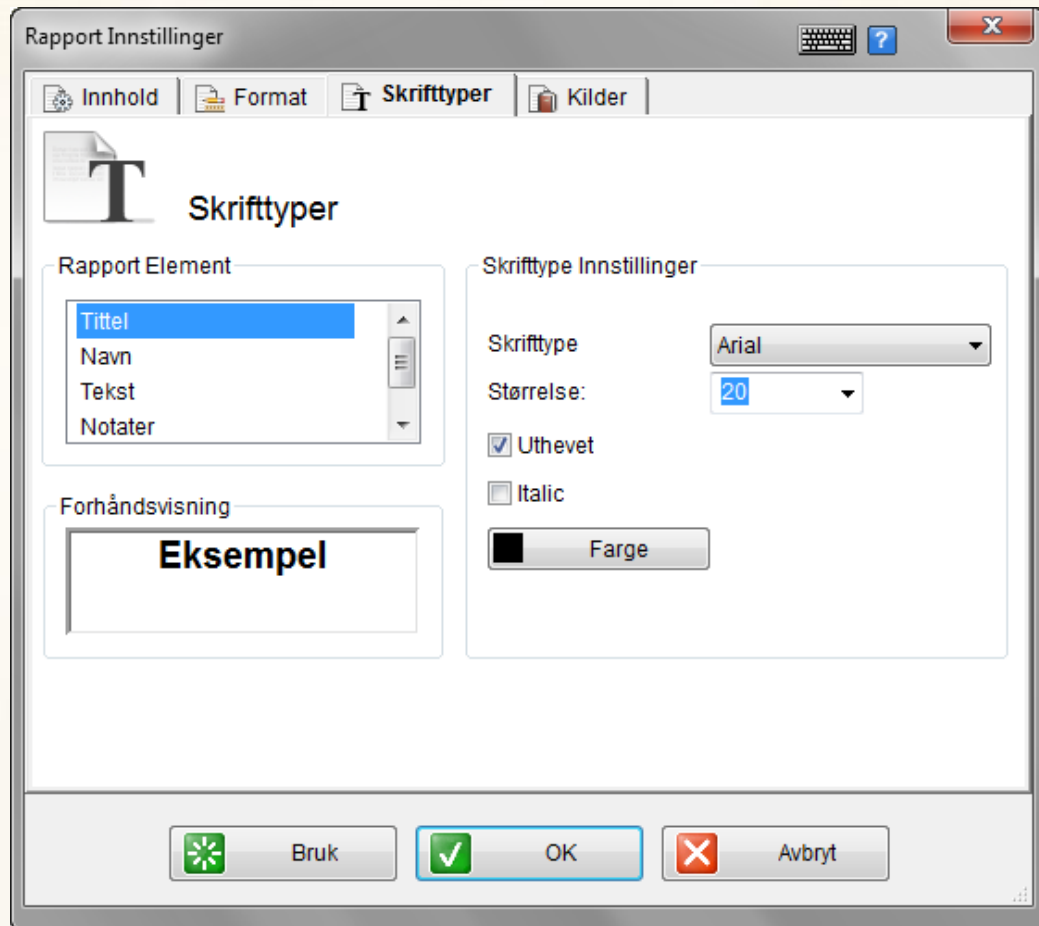 Rapport Innstillinger
?
Innhold Format Skrifttyper Kilder
Skrifttyper
Rapport Element
Tittel
Navn
Tekst
Notater
Forhåndsvisning
Eksempel
Skrifttype Innstillinger
Skrifttype Arial
Størrelse: 20
Uthevet
Italic
Farge
Bruk OK Avbryt